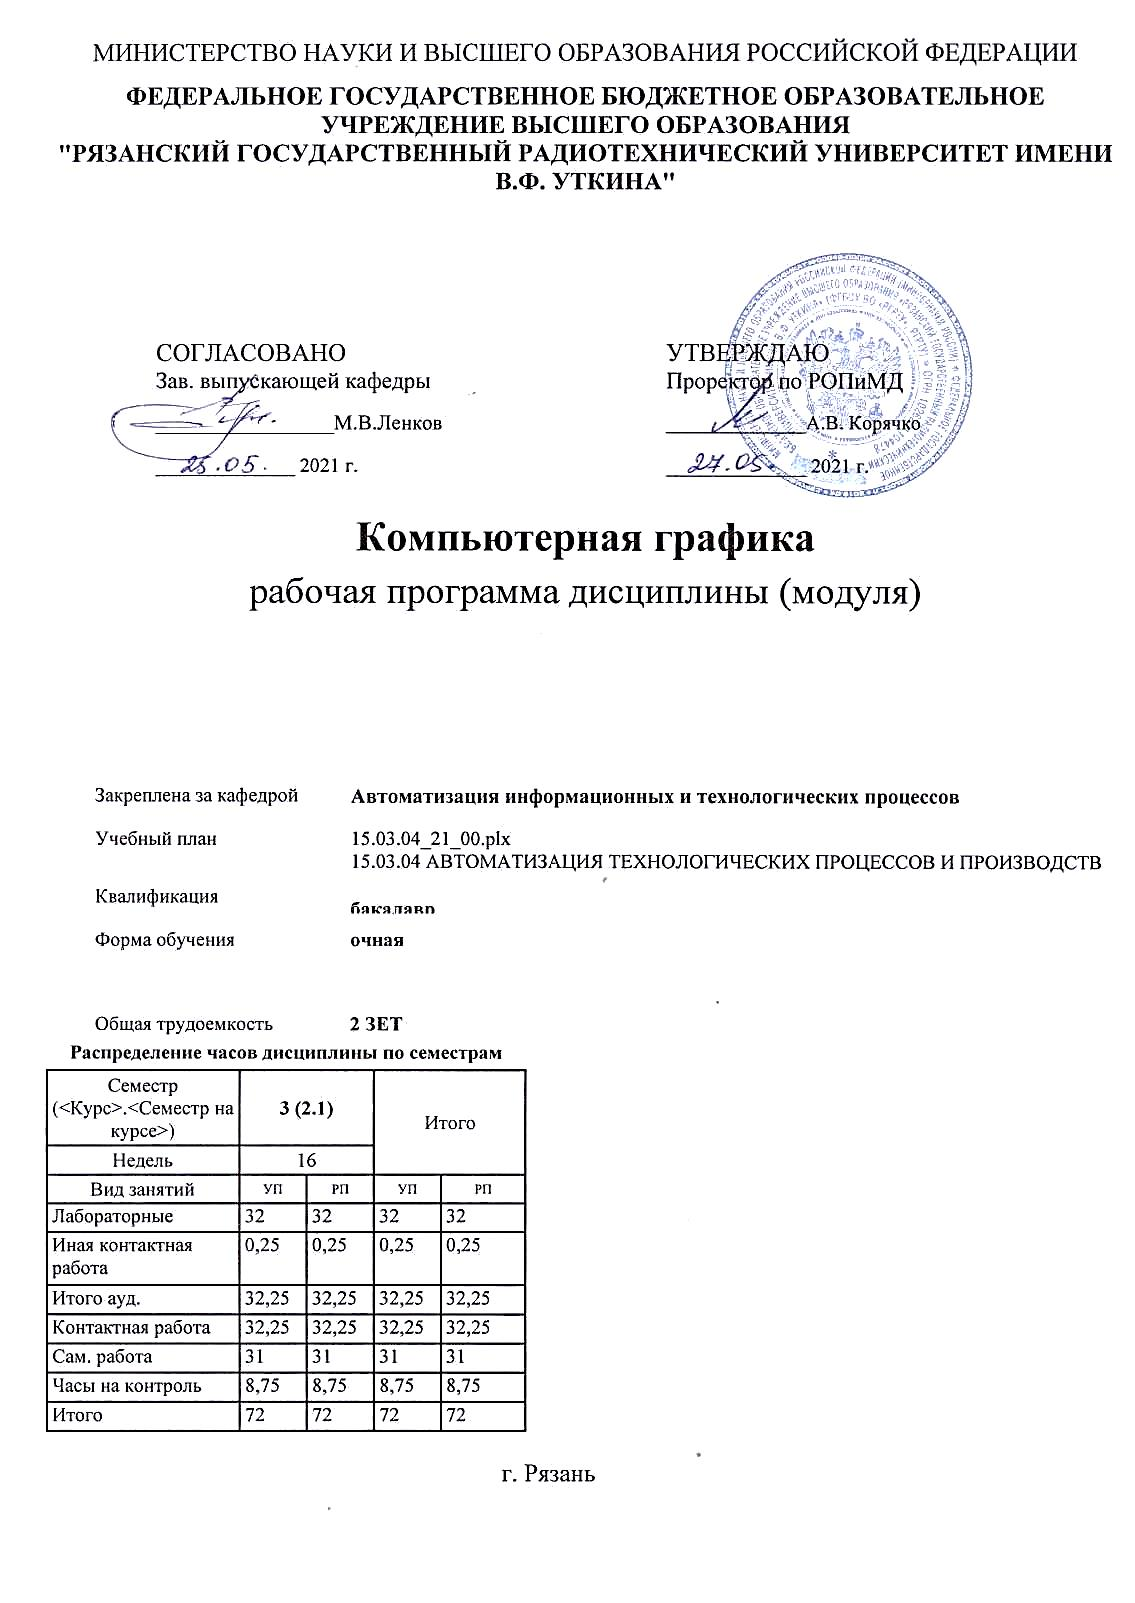 МИНИСТЕРСТВО НАУКИ И ВЫСШЕГО ОБРАЗОВАНИЯ РОССИЙСКОЙ ФЕДЕРАЦИИ
ФЕДЕРАЛЬНОЕ ГОСУДАРСТВЕННОЕ БЮДЖЕТНОЕ ОБРАЗОВАТЕЛЬНОЕ
УЧРЕЖДЕНИЕ ВЫСШЕГО ОБРАЗОВАНИЯ
"РЯЗАНСКИЙ ГОСУДАРСТВЕННЫЙ РАДИОТЕХНИЧЕСКИЙ УНИВЕРСИТЕТ ИМЕНИ
В.Ф. УТКИНА"
СОГЛАСОВАНО
Зав. выпускающей кафедры
М.В.Ленков
25.05. 2021 г.
УТВЕРЖДАЮ
Проректор по РОПиМД
А.В. Корячко
27.05. 2021 г.
Компьютерная графика
рабочая программа дисциплины (модуля)
Закреплена за кафедрой Автоматизация информационных и технологических процессов
Учебный план 15.03.04_21_00.plx
15.03.04 АВТОМАТИЗАЦИЯ ТЕХНОЛОГИЧЕСКИХ ПРОЦЕССОВ И ПРОИЗВОДСТВ
Квалификация бакалавр
Форма обучения очная
Общая трудоемкость 2 ЗЕТ
Распределение часов дисциплины по семестрам
Семестр
(<Курс>.<Семестр на
курсе>) 3 (2.1) Итого
Недель 16
Вид занятий УП РП УП РП
Лабораторные 32 32 32 32
Иная контактная
работа 0,25 0,25 0,25 0,25
Итого ауд. 32,25 32,25 32,25 32,25
Контактная работа 32,25 32,25 32,25 32,25
Сам. работа 31 31 31 31
Часы на контроль 8,75 8,75 8,75 8,75
Итого 72 72 72 72
г. Рязань